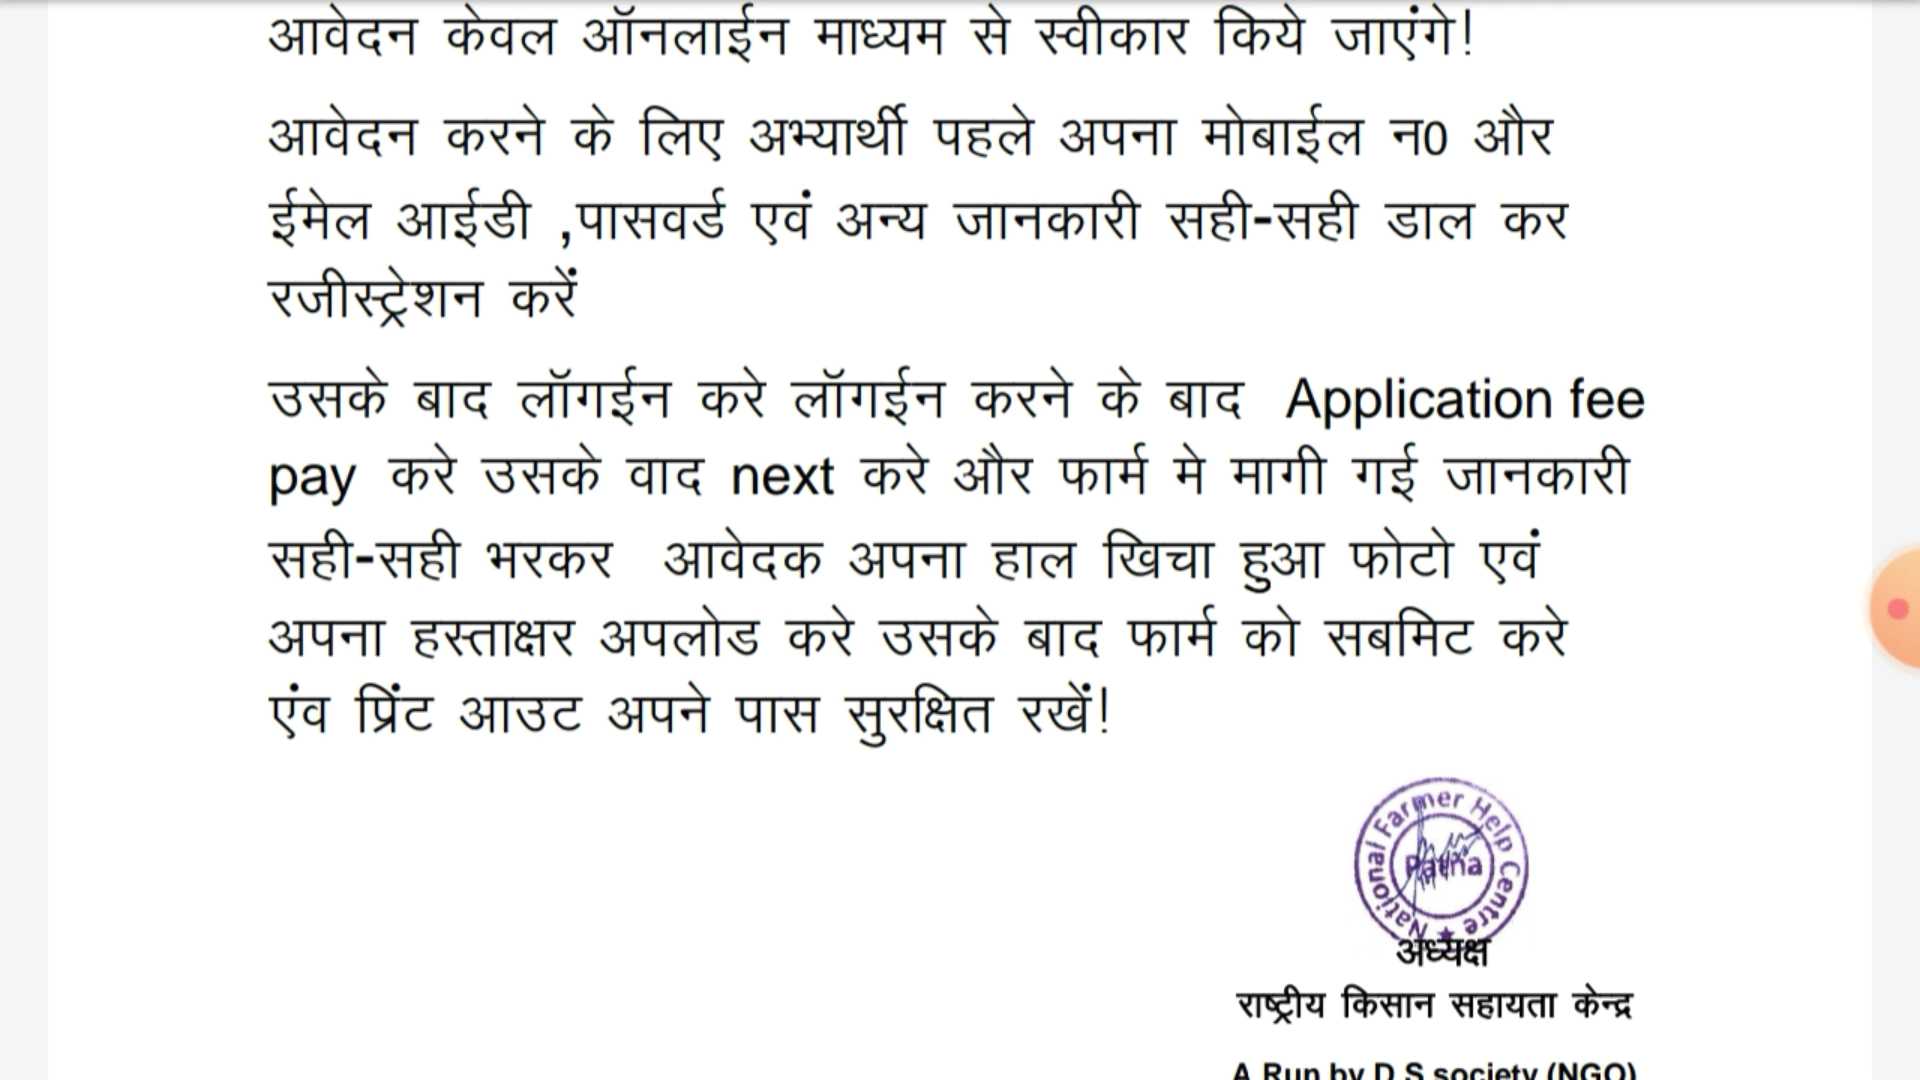 आवेदन केवल ऑनलाईन माध्यम से स्वीकार किये जाएंगे!
आवेदन करने के लिए अभ्यार्थी पहले अपना मोबाईल न0 और
ईमेल आईडी ,पासवर्ड एवं अन्य जानकारी सही-सही डाल कर
रजीस्ट्रेशन करें
उसके बाद लॉगईन करे लॉगईन करने के बाद Application fee
pay करे उसके वाद next करे और फार्म मे मागी गई जानकारी
सही-सही भरकर आवेदक अपना हाल खिचा हुआ फोटो एवं
अपना हस्ताक्षर अपलोड करे उसके बाद फार्म को सबमिट करे
एंव प्रिंट आउट अपने पास सुरक्षित रखें!
National Farmer Help Centre
Patna
अध्यक्ष
राष्ट्रीय किसान सहायता केन्द्र
A Run by D S society (NGO)